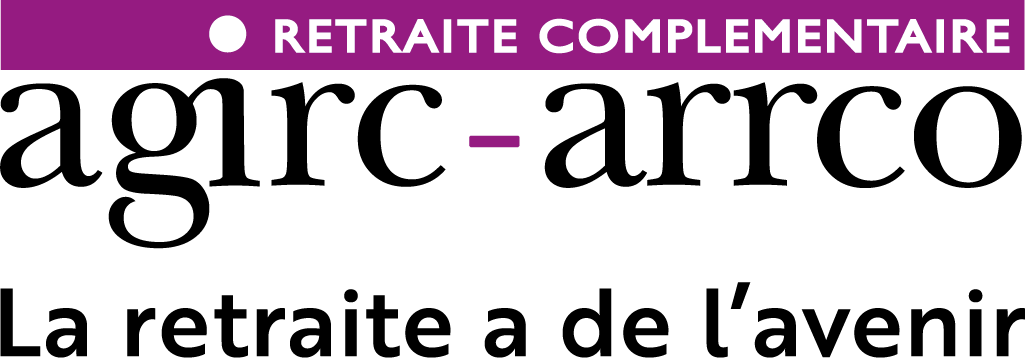 RETRAITE COMPLEMENTAIRE
agirc-arrco
La retraite a de l'avenir